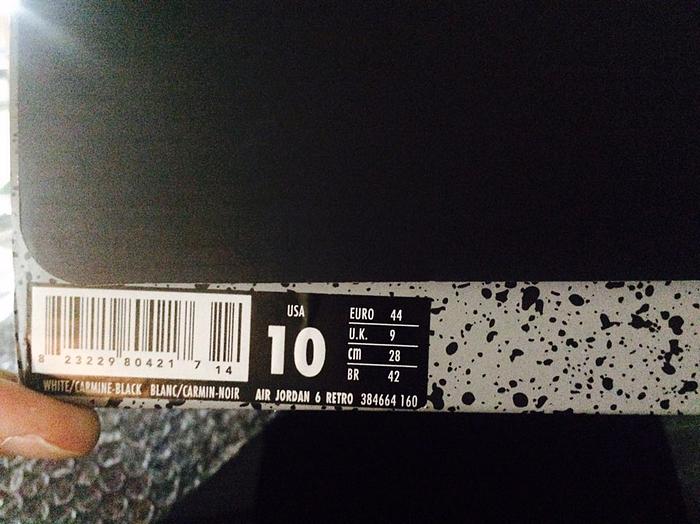 8 23229 80421 7 14
WHITE/CARMINE-BLACK BLANC/CARMIN-NOIR
USA
10
EURO 44
U.K. 9
cm 28
BR 42
AIR JORDAN 6 RETRO 384664 160